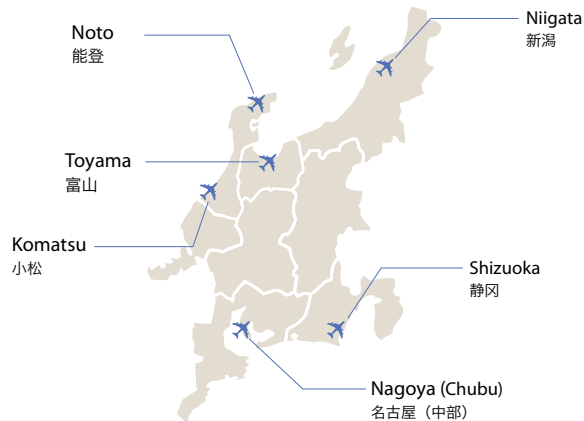 Niigata
新潟
Noto
能登
Toyama
富山
Komatsu
小松
Shizuoka
静冈
Nagoya (Chubu)
名古屋（中部）